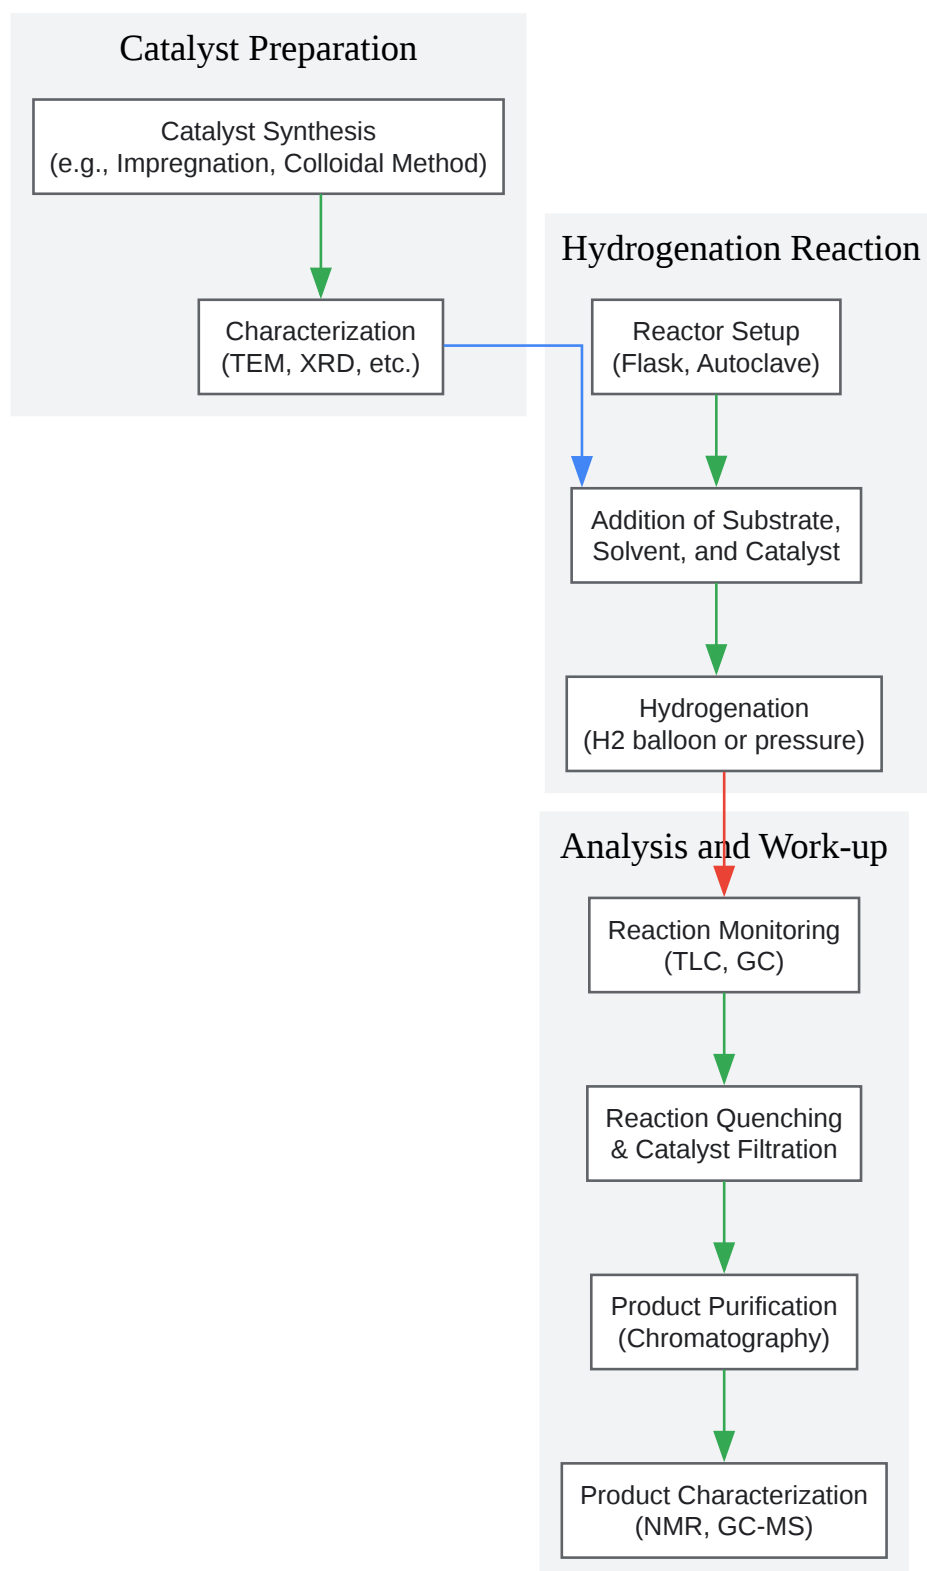 Catalyst Preparation
Catalyst Synthesis
(e.g., Impregnation, Colloidal Method)
Characterization
(TEM, XRD, etc.)
Hydrogenation Reaction
Reactor Setup
(Flask, Autoclave)
Addition of Substrate,
Solvent, and Catalyst
Hydrogenation
(H2 balloon or pressure)
Analysis and Work-up
Reaction Monitoring
(TLC, GC)
Reaction Quenching
& Catalyst Filtration
Product Purification
(Chromatography)
Product Characterization
(NMR, GC-MS)